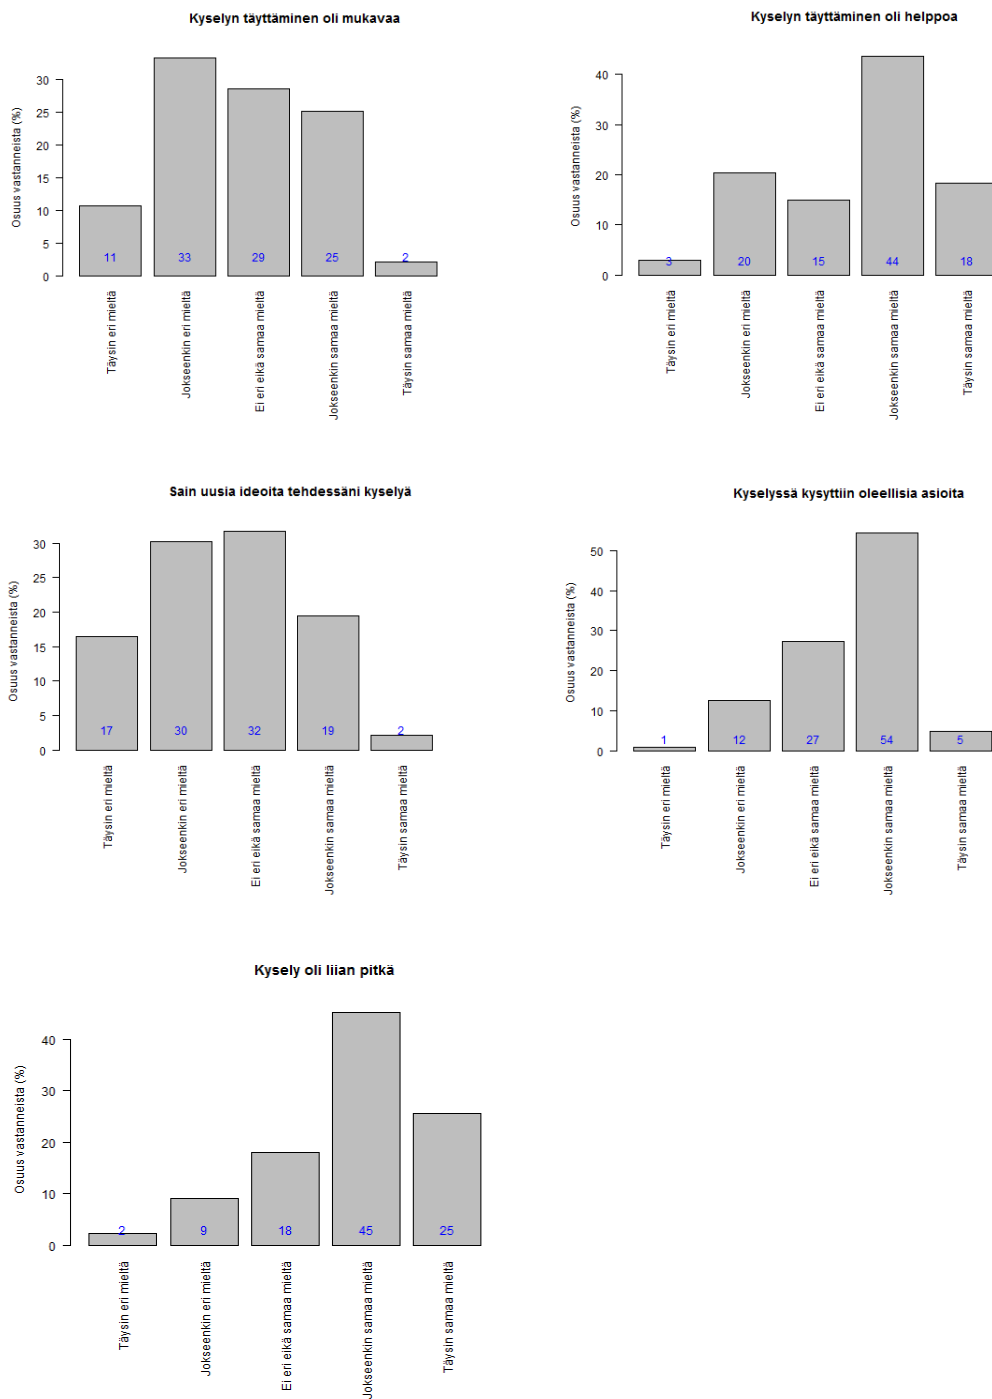 Kyselyn täyttäminen oli mukavaa
Osuus vastanneista (%)
30
25
20
15
10
5
0
11
33
29
25
2
Täysin eri mieltä
Jokseenkin eri mieltä
Ei eri eikä samaa mieltä
Jokseenkin samaa mieltä
Täysin samaa mieltä
Kyselyn täyttäminen oli helppoa
Osuus vastanneista (%)
40
30
20
10
0
3
20
15
44
18
Täysin eri mieltä
Jokseenkin eri mieltä
Ei eri eikä samaa mieltä
Jokseenkin samaa mieltä
Täysin samaa mieltä
Sain uusia ideoita tehdessäni kyselyä
Osuus vastanneista (%)
30
25
20
15
10
5
0
17
30
32
19
2
Täysin eri mieltä
Jokseenkin eri mieltä
Ei eri eikä samaa mieltä
Jokseenkin samaa mieltä
Täysin samaa mieltä
Kyselyssä kysyttiin oleellisia asioita
Osuus vastanneista (%)
50
40
30
20
10
0
1
12
27
54
5
Täysin eri mieltä
Jokseenkin eri mieltä
Ei eri eikä samaa mieltä
Jokseenkin samaa mieltä
Täysin samaa mieltä
Kysely oli liian pitkä
Osuus vastanneista (%)
40
30
20
10
0
2
9
18
45
25
Täysin eri mieltä
Jokseenkin eri mieltä
Ei eri eikä samaa mieltä
Jokseenkin samaa mieltä
Täysin samaa mieltä